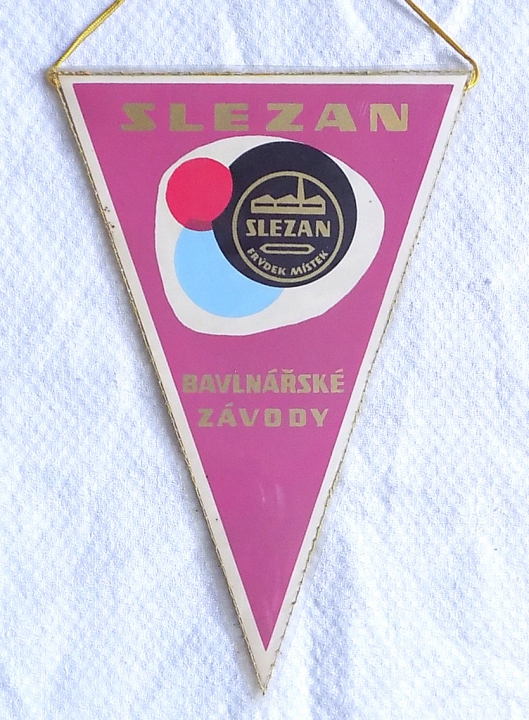 SLEZAN
SLEZAN
FRÝDEK MÍSTEK
BAVLNÁŘSKÉ
ZÁVODY